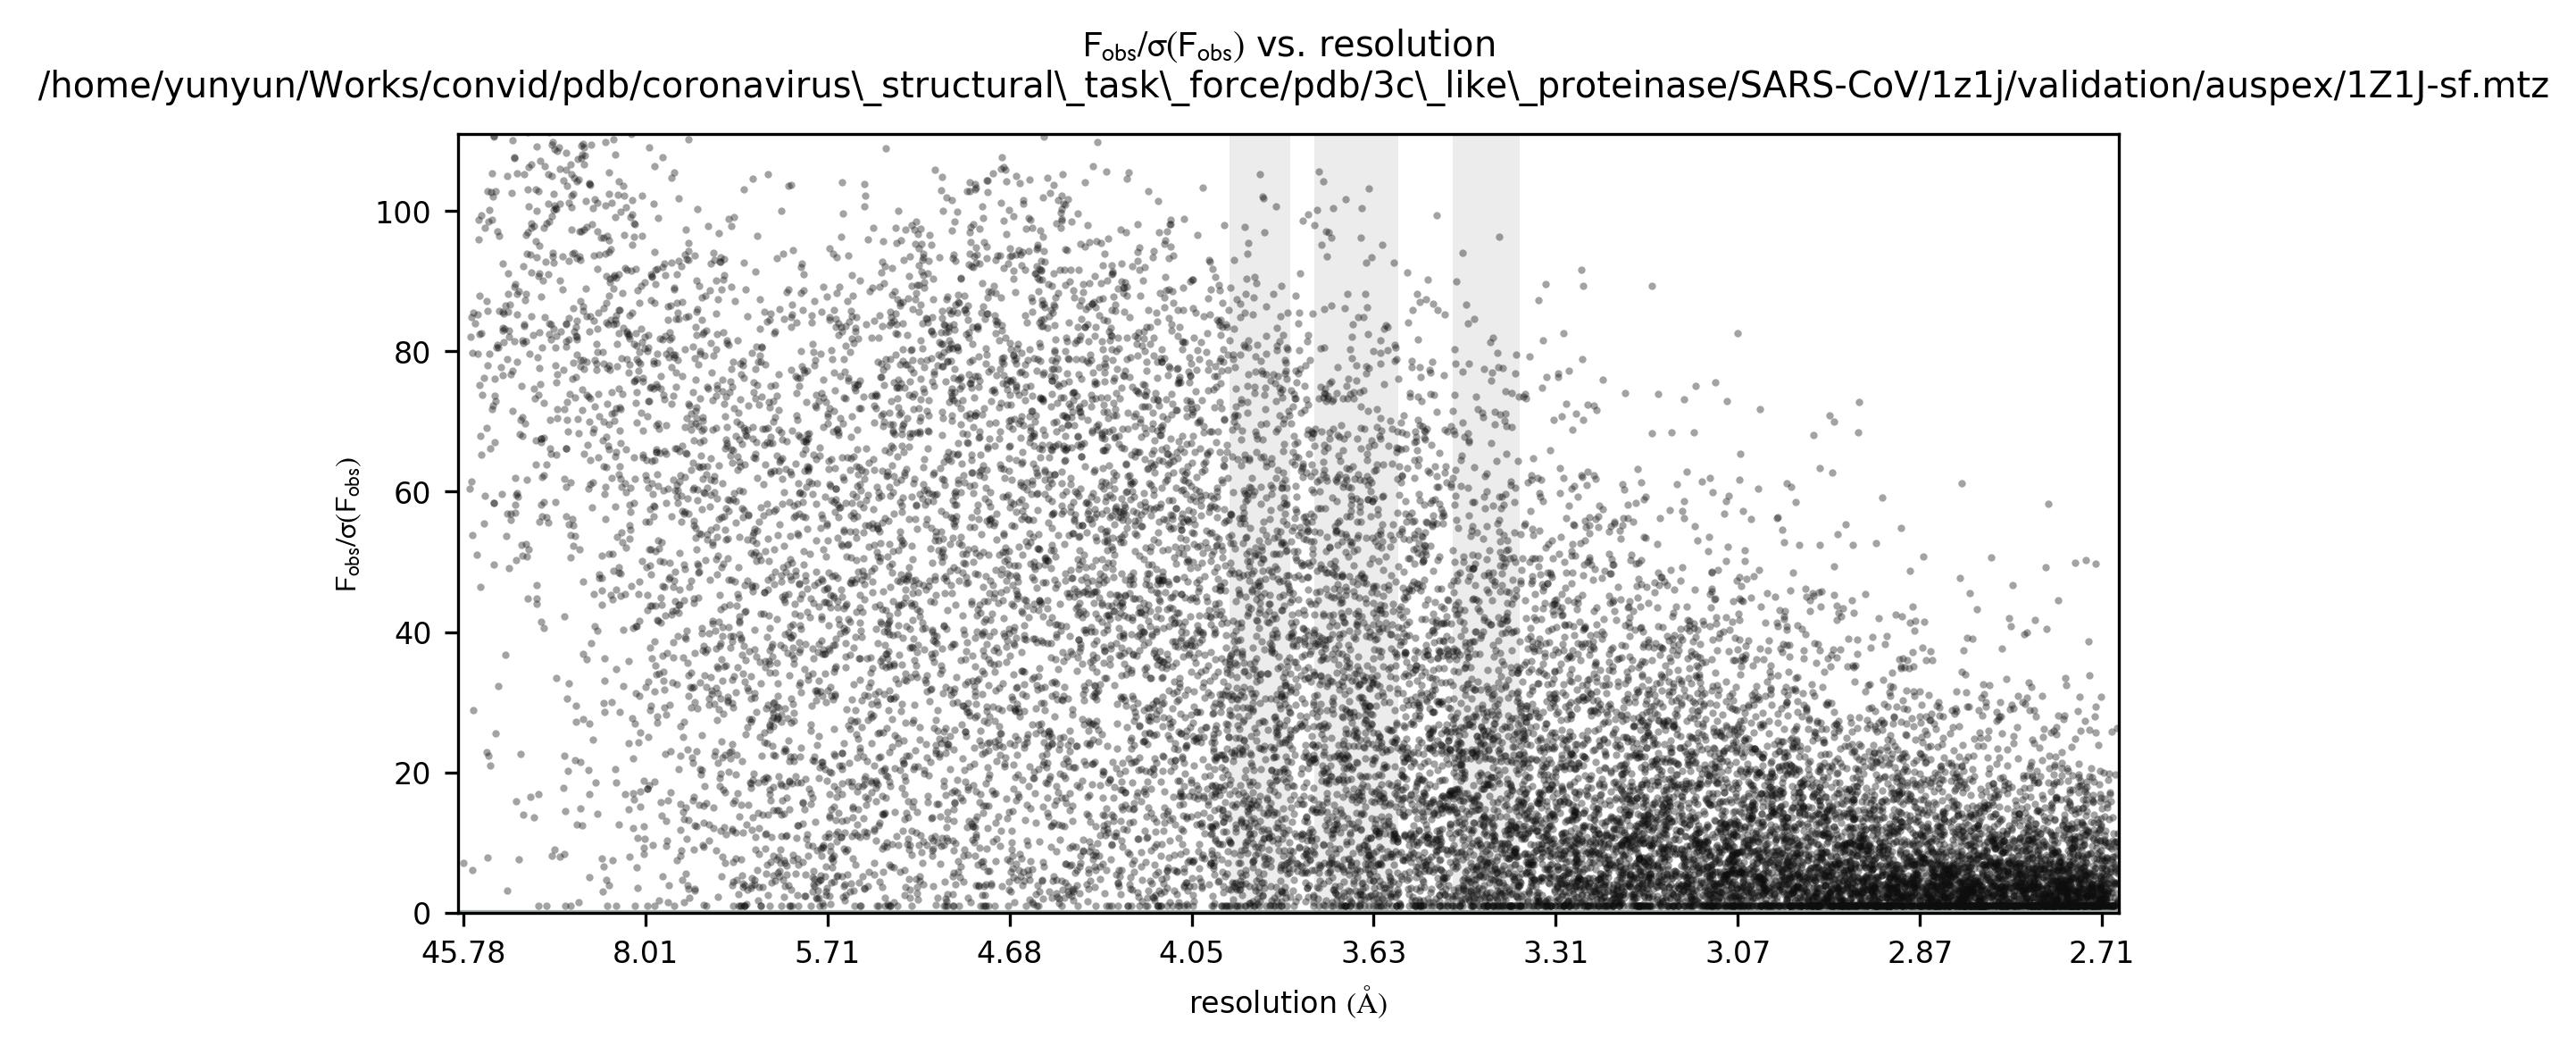 Fobs/σ(Fobs) vs. resolution
/home/yunyun/Works/convid/pdb/coronavirus\_structural\_task\_force/pdb/3c\_like\_proteinase/SARS-CoV/1z1j/validation/auspex/1Z1J-sf.mtz
Fobs/σ(Fobs)
100
80
60
40
20
0
45.78 8.01 5.71 4.68 4.05 3.63 3.31 3.07 2.87 2.71
resolution (Å)